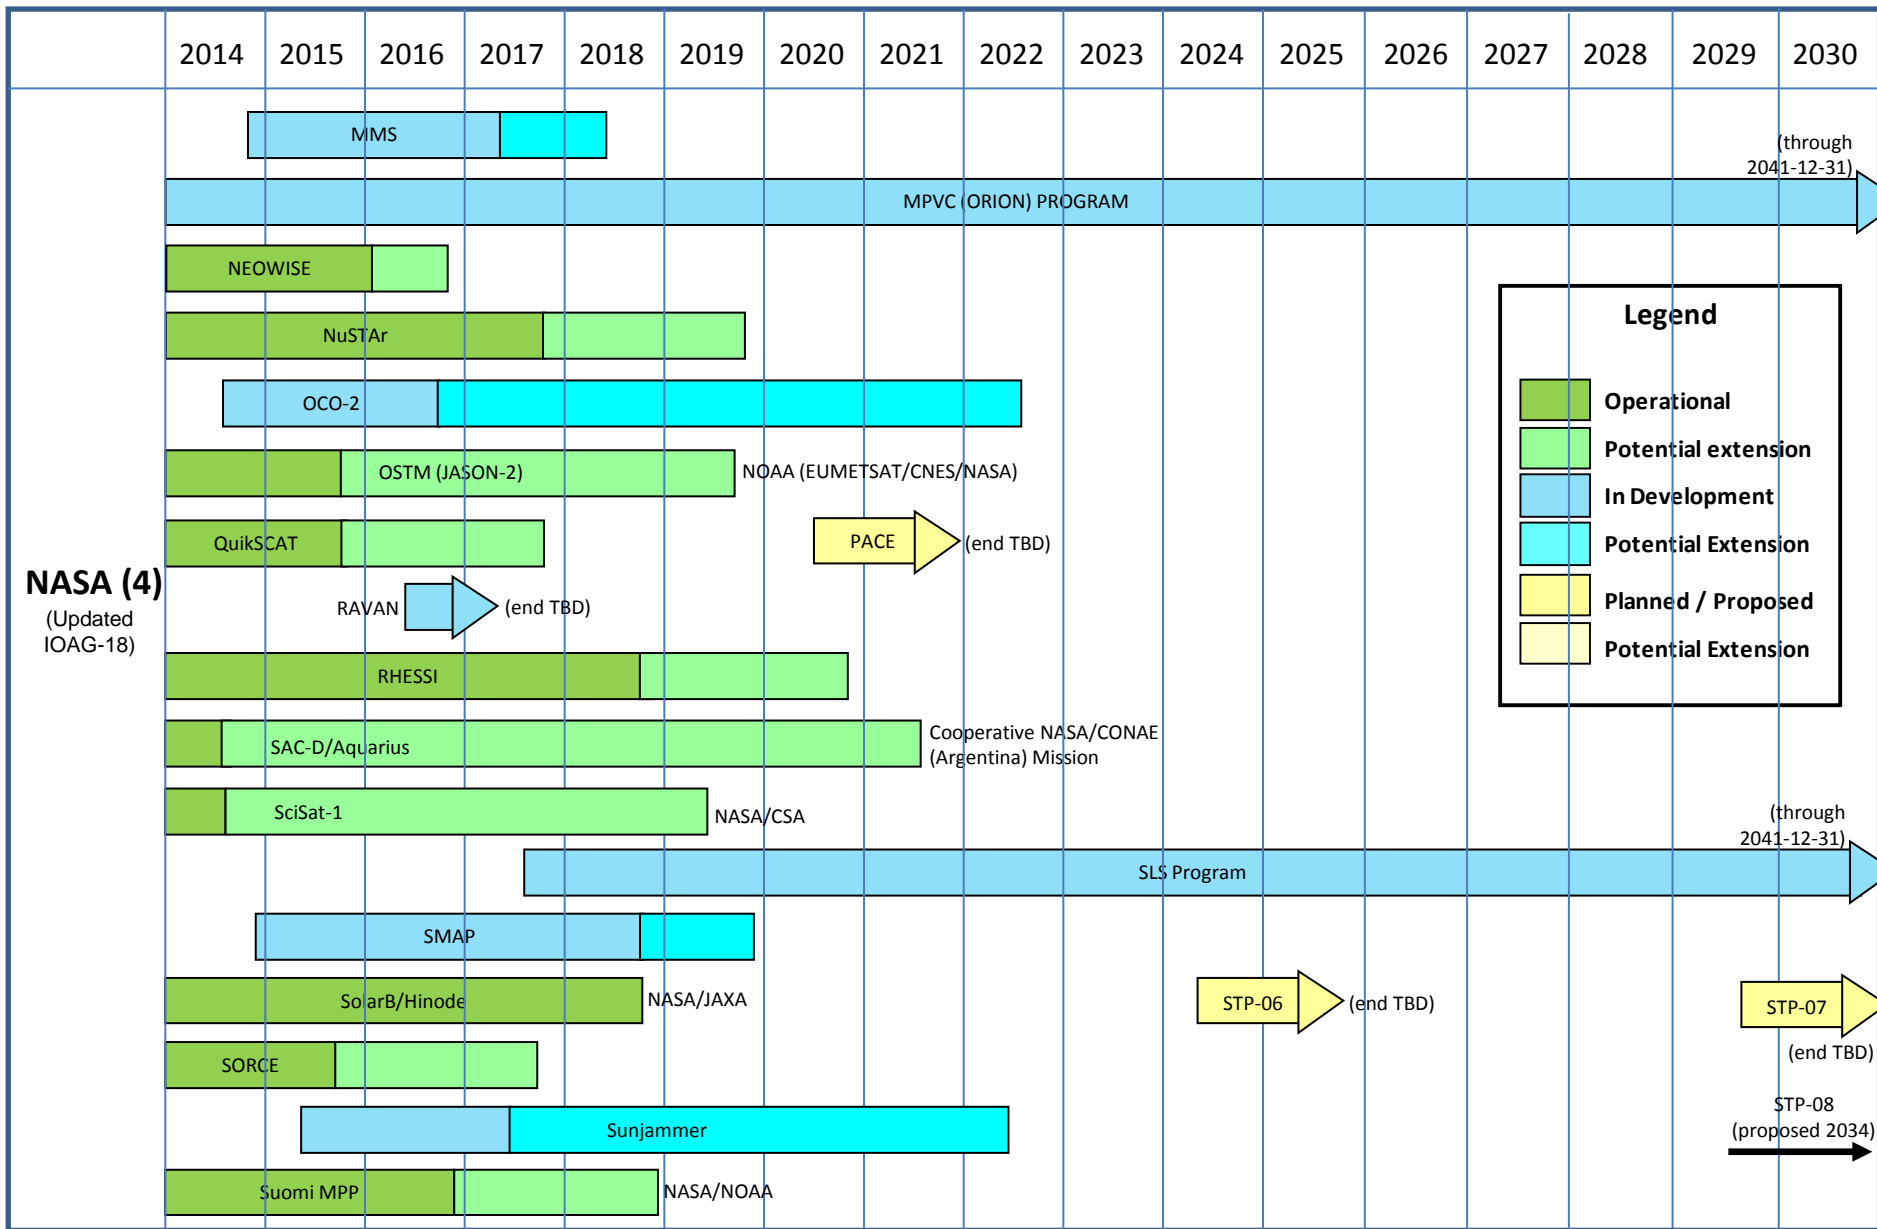 2014 2015 2016 2017 2018 2019 2020 2021 2022 2023 2024 2025 2026 2027 2028 2029 2030
MMS
(through
2041-12-31)
MPVC (ORION) PROGRAM
NEOWISE
Legend
NuSTAr
OCO-2
Operational
Potential extension
OSTM (JASON-2)
NOAA (EUMETSAT/CNES/NASA)
In Development
QuikSCAT
PACE
(end TBD)
Potential Extension
NASA (4)
(Updated
IOAG-18)
RAVAN
(end TBD)
Planned / Proposed
Potential Extension
RHESSI
SAC-D/Aquarius
Cooperative NASA/CONAE
(Argentina) Mission
SciSat-1
NASA/CSA
(through
2041-12-31)
SLS Program
SMAP
SolarB/Hinode
NASA/JAXA
STP-06
(end TBD)
STP-07
(end TBD)
SORCE
STP-08
(proposed 2034)
Sunjammer
Suomi MPP
NASA/NOAA